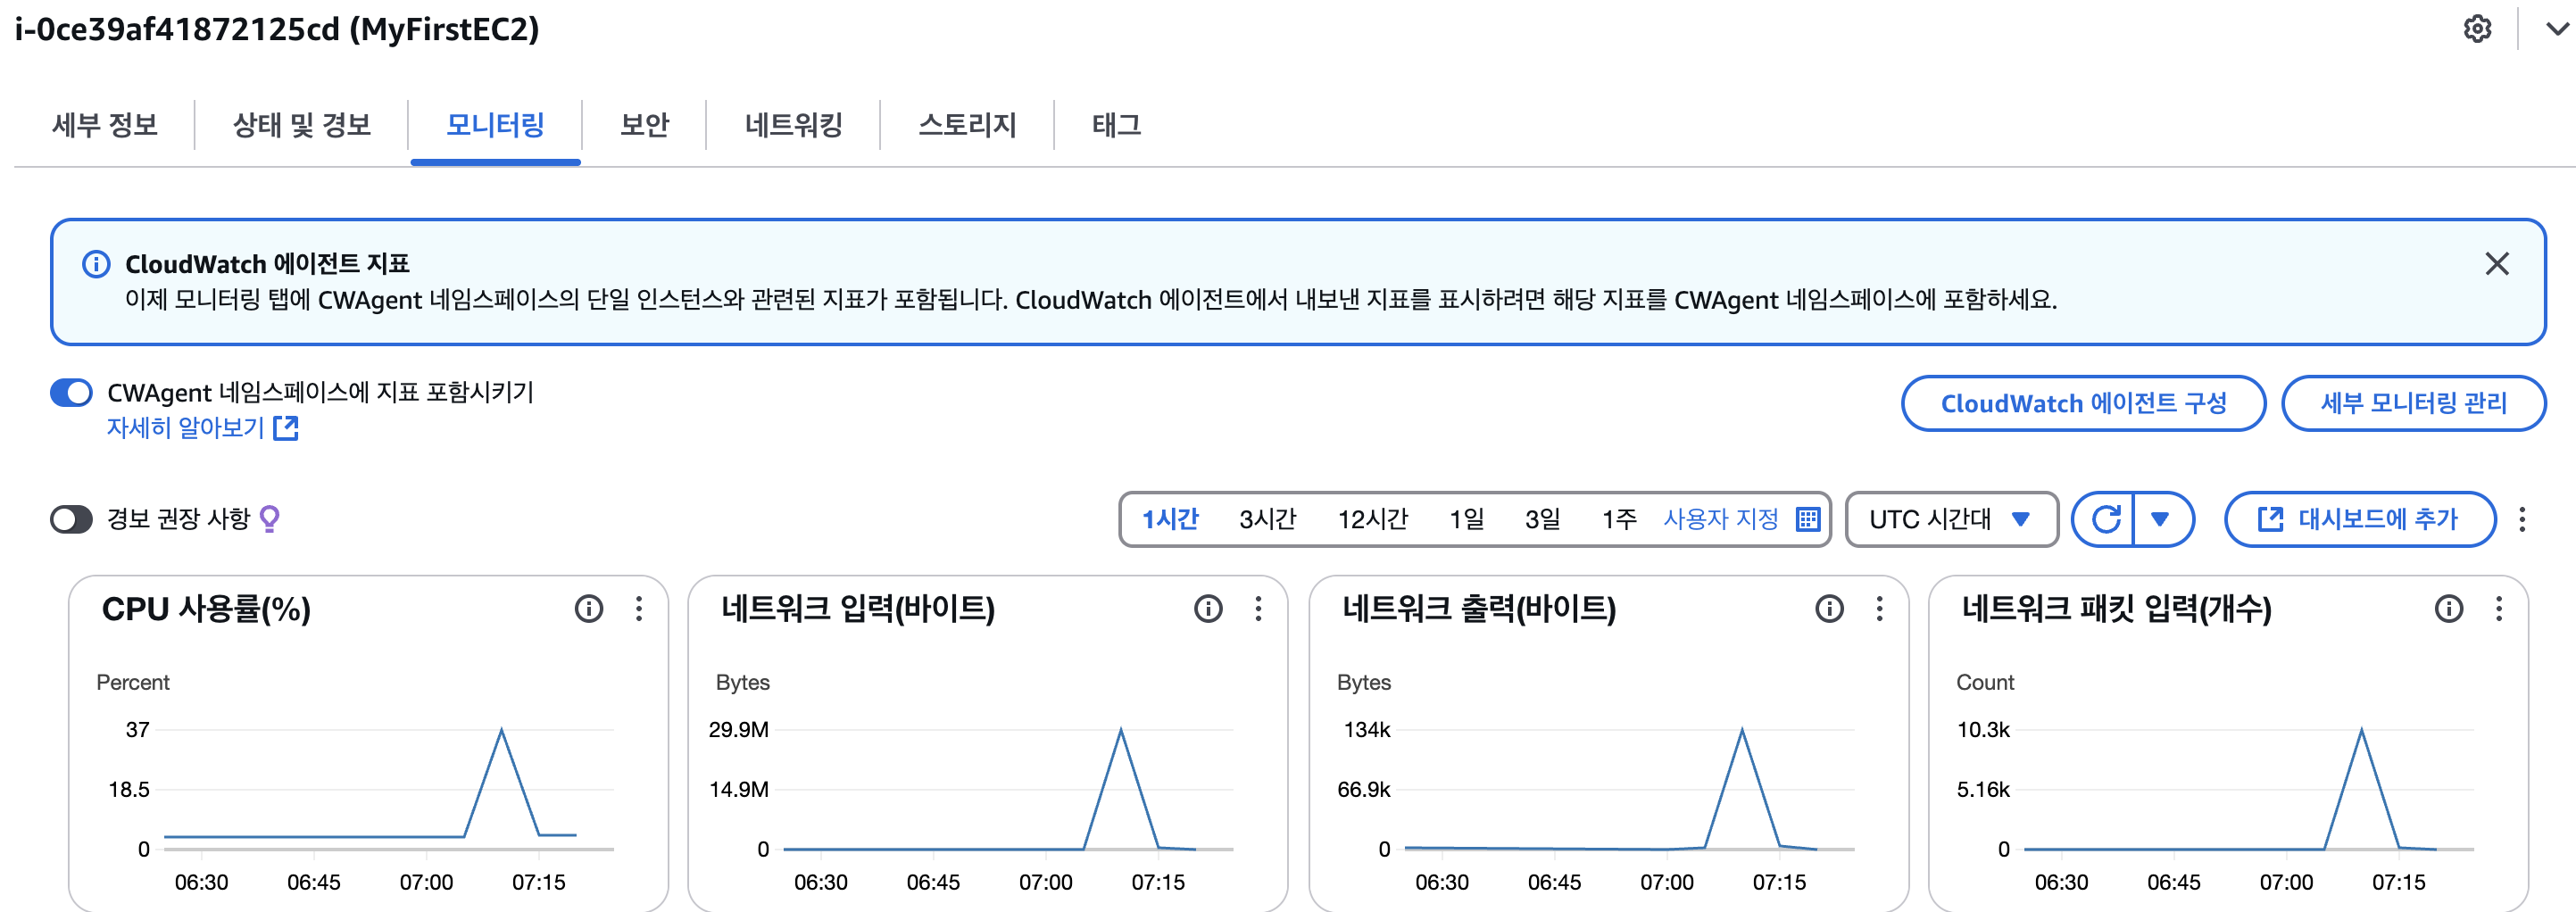 i-0ce39af41872125cd (MyFirstEC2)
세부 정보 상태 및 경보 모니터링 보안 네트워킹 스토리지 태그
CloudWatch 에이전트 지표
이제 모니터링 탭에 CWAgent 네임스페이스의 단일 인스턴스와 관련된 지표가 포함됩니다. CloudWatch 에이전트에서 내보낸 지표를 표시하려면 해당 지표를 CWAgent 네임스페이스에 포함하세요.
CWAgent 네임스페이스에 지표 포함시키기
자세히 알아보기
CloudWatch 에이전트 구성 세부 모니터링 관리
경보 권장 사항 1시간 3시간 12시간 1일 3일 1주 사용자 지정 UTC 시간대 대시보드에 추가
CPU 사용률(%)
Percent
37
18.5
0
06:30 06:45 07:00 07:15
네트워크 입력(바이트)
Bytes
29.9M
14.9M
0
06:30 06:45 07:00 07:15
네트워크 출력(바이트)
Bytes
134k
66.9k
0
06:30 06:45 07:00 07:15
네트워크 패킷 입력(개수)
Count
10.3k
5.16k
0
06:30 06:45 07:00 07:15